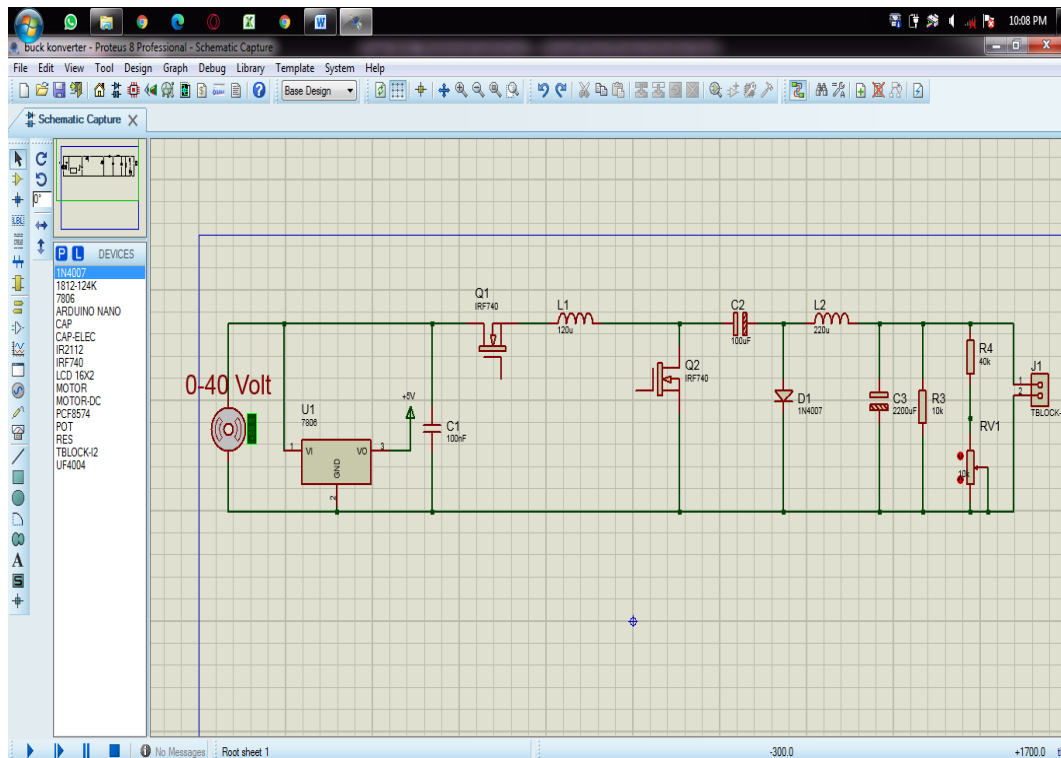 10:08 PM
buck konverter - Proteus 8 Professional - Schematic Capture
File Edit View Tool Design Graph Debug Library Template System Help
Base Design
Schematic Capture
0°
LBL
P L DEVICES
1N4007
1812-124K
7806
ARDUINO NANO
CAP
CAP-ELEC
IR2112
IRF740
LCD 16X2
MOTOR
MOTOR-DC
PCF8574
POT
RES
TBLOCK-I2
UF4004
A
S
Q1
IRF740
L1
120u
C2
100uF
L2
220u
Q2
IRF740
R4
40k
J1
1
2
TBLOCK-
0-40 Volt
+5V
U1
7806
VI
VO
GND
1
3
2
C1
100nF
D1
1N4007
C3
2200uF
R3
10k
RV1
10k
No Messages
Root sheet 1
-300.0
+1700.0